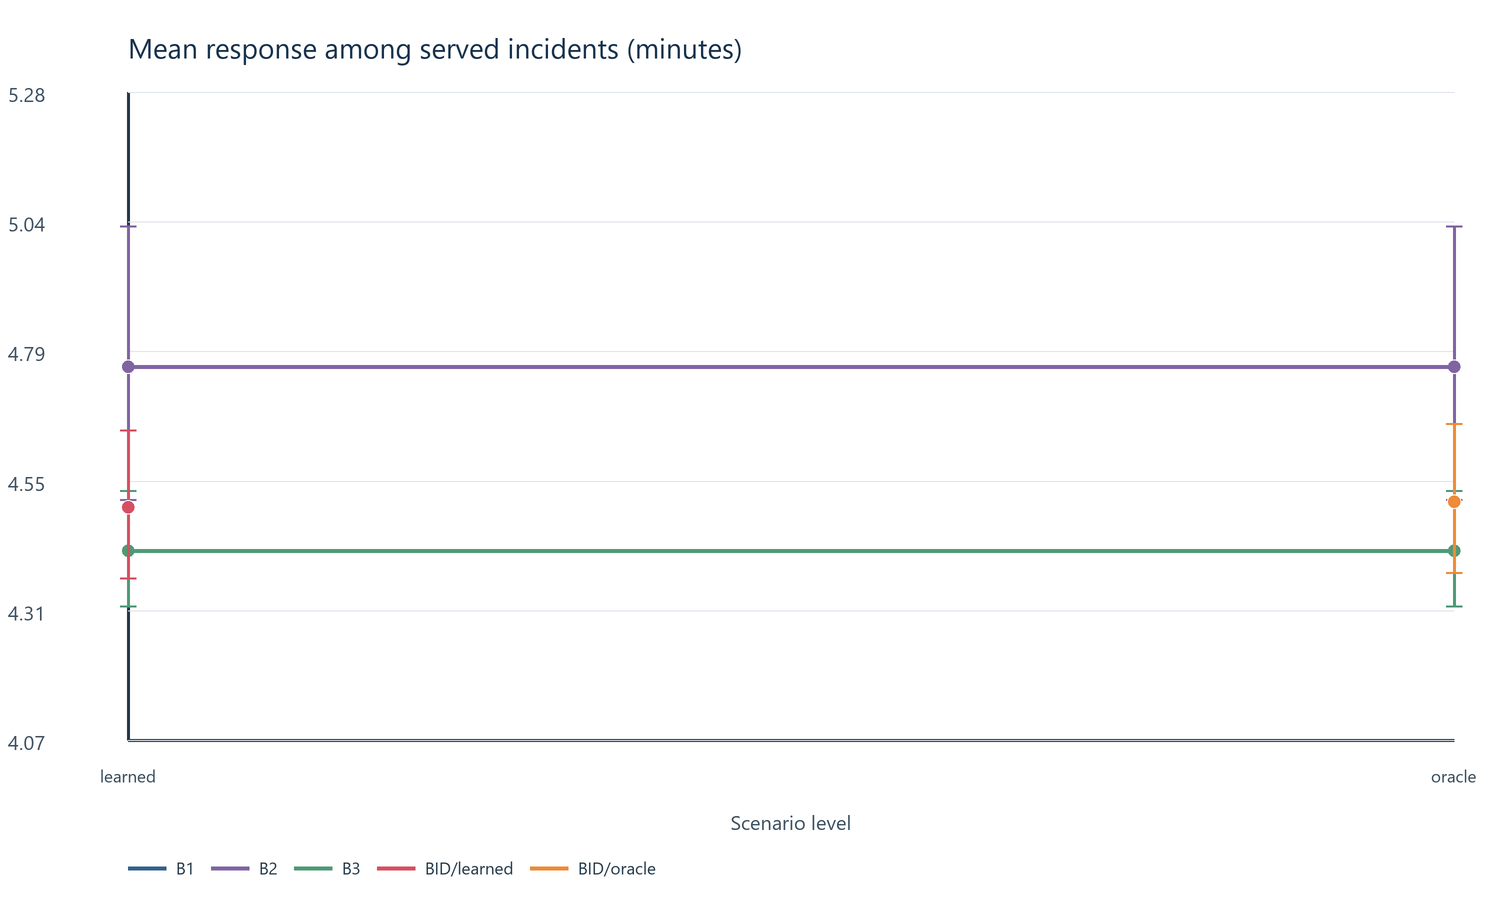 Mean response among served incidents (minutes)
5.28
5.04
4.79
4.55
4.31
4.07
learned oracle
Scenario level
B1 B2 B3 BID/learned BID/oracle